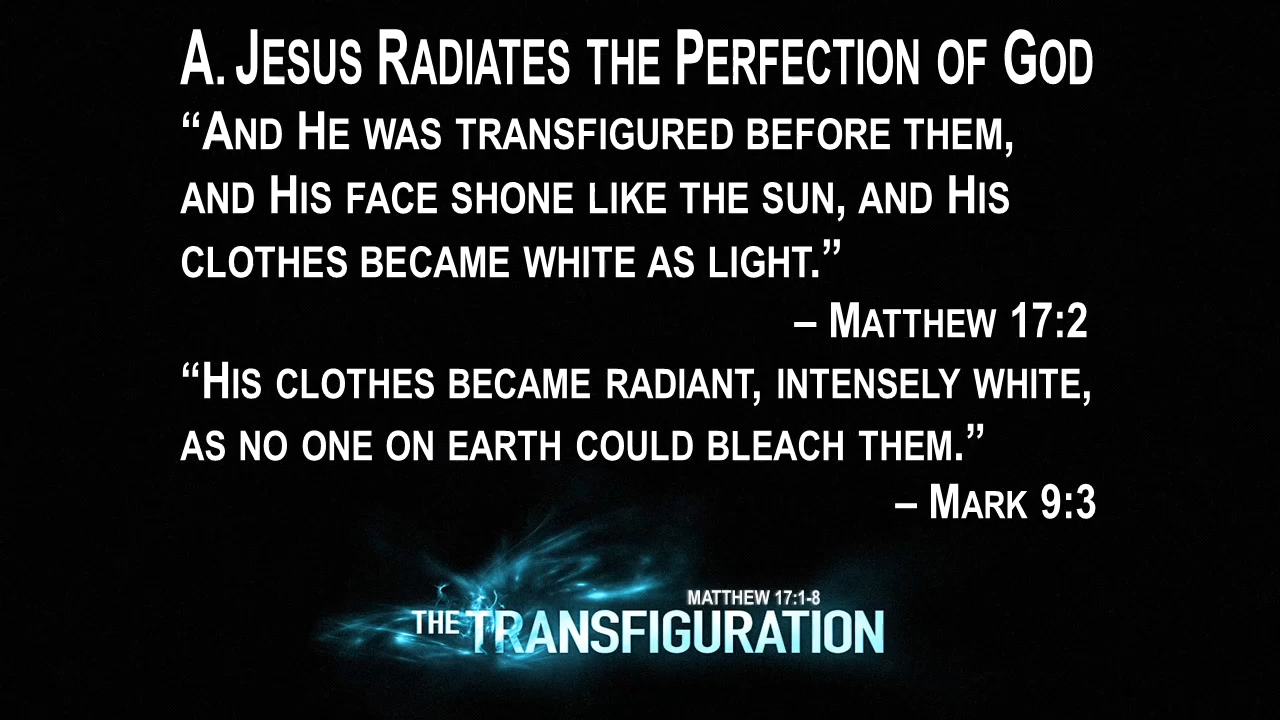 A. Jesus Radiates the Perfection of God
“And He was transfigured before them,
and His face shone like the sun, and His
clothes became white as light.”
– Matthew 17:2
“His clothes became radiant, intensely white,
as no one on earth could bleach them.”
– Mark 9:3
MATTHEW 17:1-8
THE TRANSFIGURATION